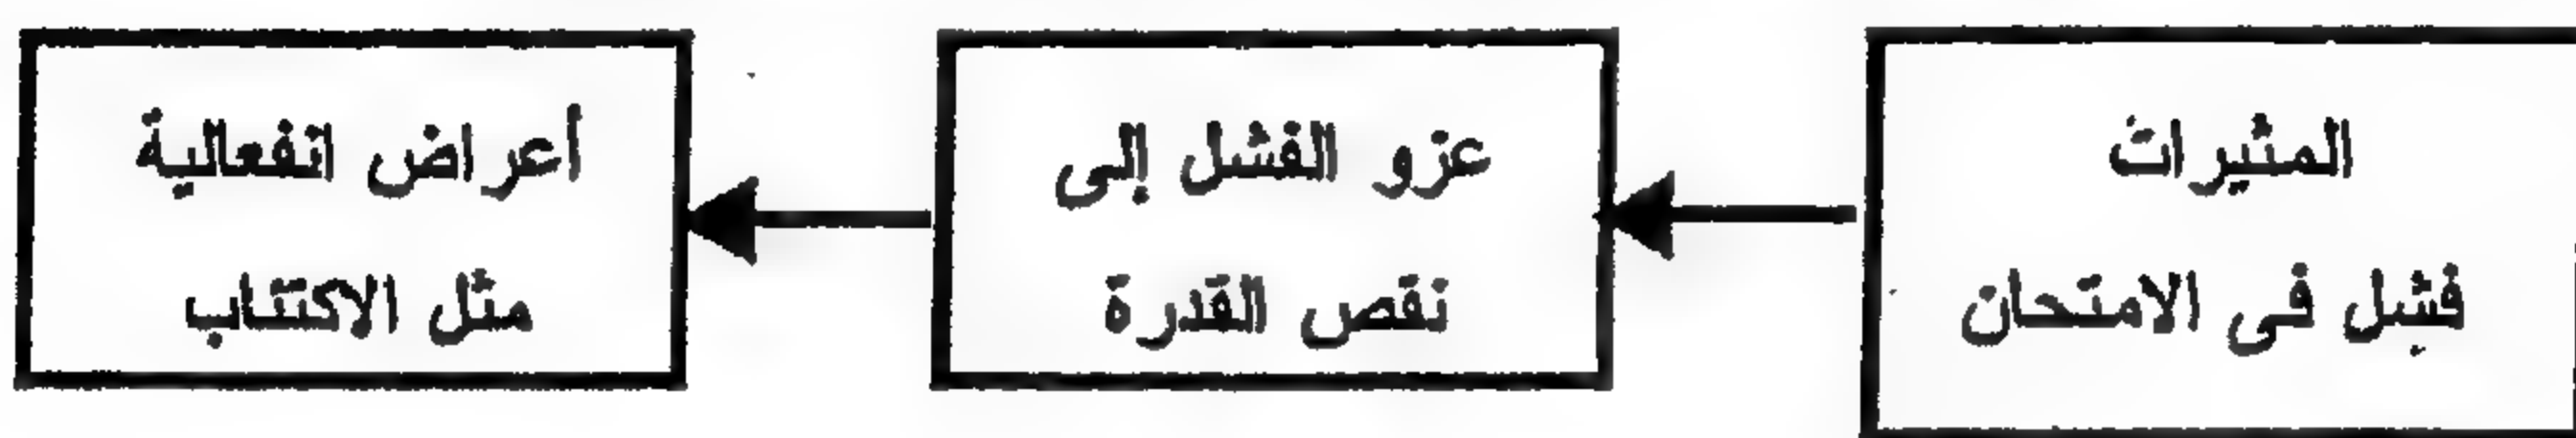 المثيرات
فشل فى الامتحان
عزو الفشل إلى
نقص القدرة
أعراض انفعالية
مثل الاكتئاب